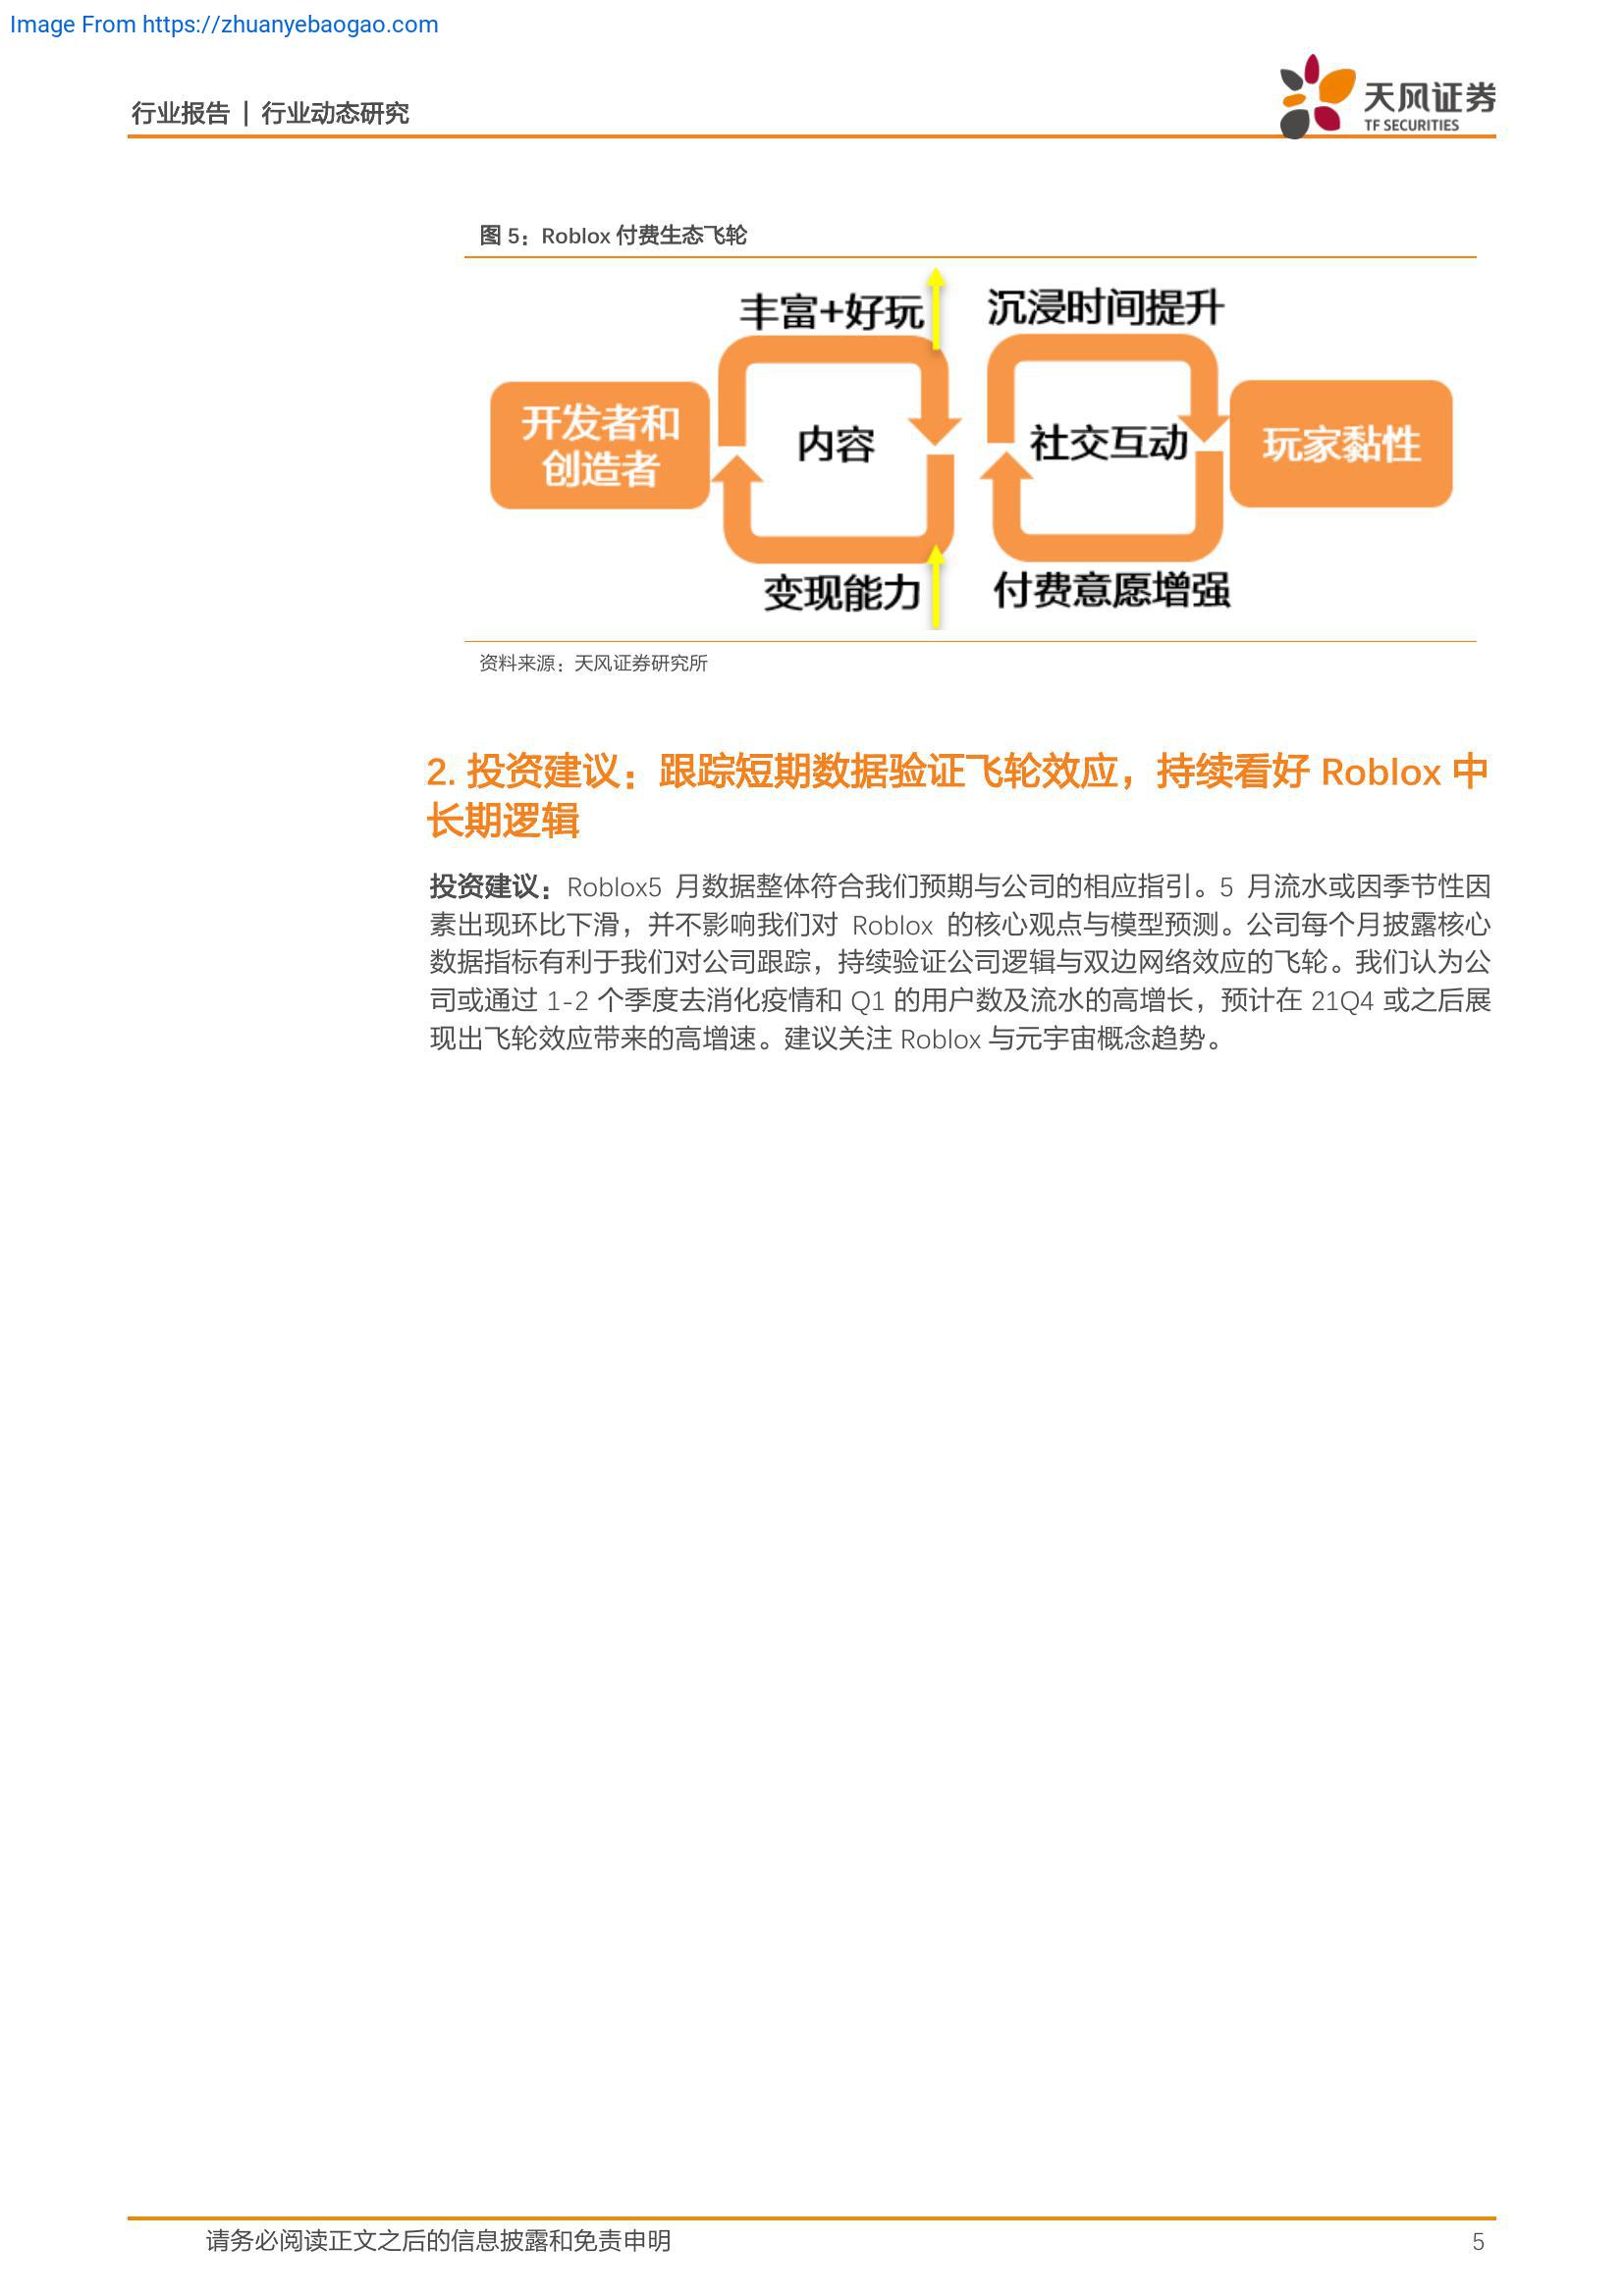 Image From https://zhuanyebaogao.com
行业报告 | 行业动态研究
天风证券
TF SECURITIES
图 5：Roblox 付费生态飞轮
丰富+好玩
沉浸时间提升
开发者和
创造者
内容
社交互动
玩家黏性
变现能力
付费意愿增强
资料来源：天风证券研究所
2. 投资建议：跟踪短期数据验证飞轮效应，持续看好 Roblox 中
长期逻辑
投资建议：Roblox5 月数据整体符合我们预期与公司的相应指引。5 月流水或因季节性因
素出现环比下滑，并不影响我们对 Roblox 的核心观点与模型预测。公司每个月披露核心
数据指标有利于我们对公司跟踪，持续验证公司逻辑与双边网络效应的飞轮。我们认为公
司或通过 1-2 个季度去消化疫情和 Q1 的用户数及流水的高增长，预计在 21Q4 或之后展
现出飞轮效应带来的高增速。建议关注 Roblox 与元宇宙概念趋势。
请务必阅读正文之后的信息披露和免责申明
5